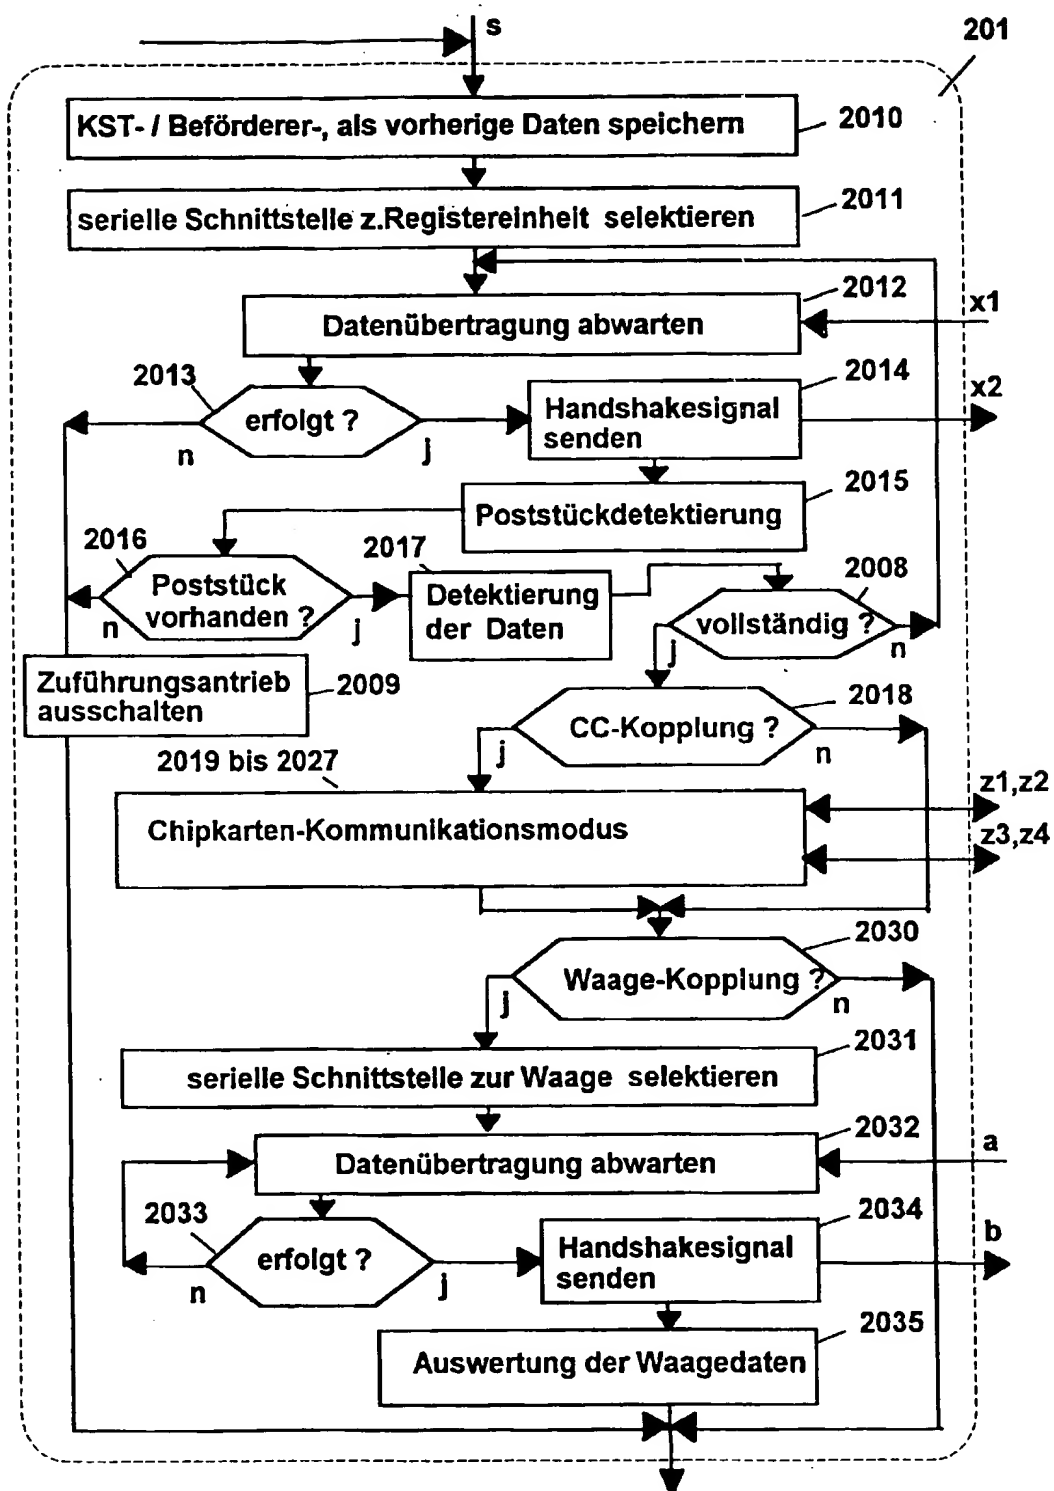 s
201
KST- / Beförderer-, als vorherige Daten speichern
2010
serielle Schnittstelle z.Registereinheit selektieren
2011
2012
Datenübertragung abwarten
x1
2013
erfolgt ?
n
j
2014
Handshakesignal
senden
x2
2015
Poststückdetektierung
2016
Poststück
vorhanden ?
n
j
2017
Detektierung
der Daten
2008
vollständig ?
j
n
Zuführungsantrieb
ausschalten
2009
2018
CC-Kopplung ?
j
n
2019 bis 2027
Chipkarten-Kommunikationsmodus
z1,z2
z3,z4
2030
Waage-Kopplung ?
j
n
2031
serielle Schnittstelle zur Waage selektieren
2032
Datenübertragung abwarten
a
2033
erfolgt ?
n
j
2034
Handshakesignal
senden
b
2035
Auswertung der Waagedaten